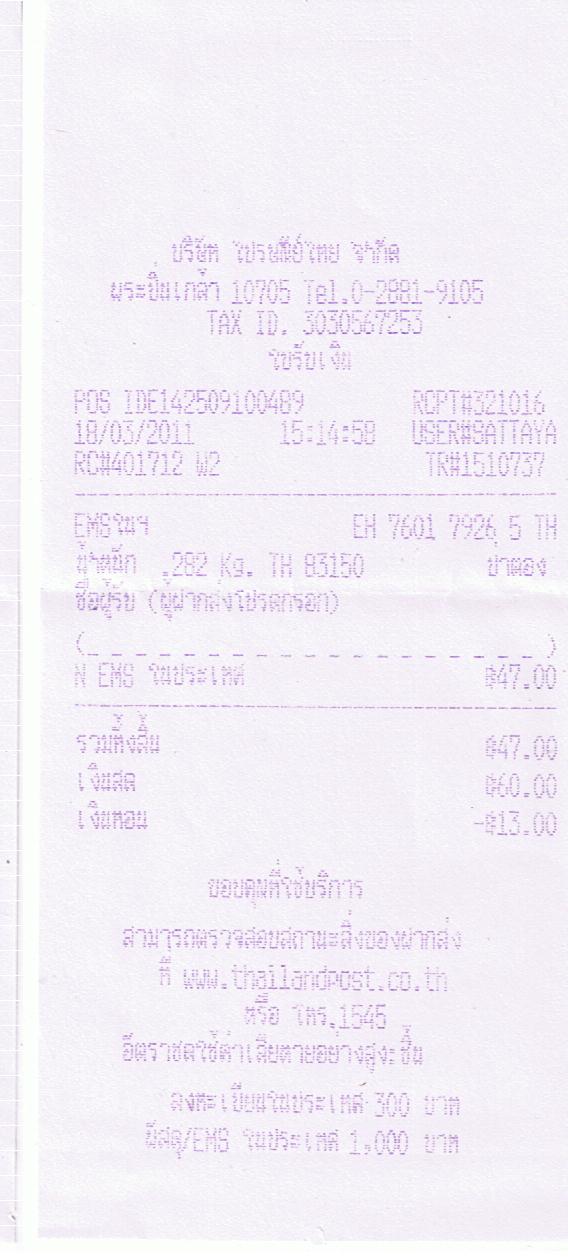 บริษัท ไปรษณีย์ไทย จำกัด
พระปิ่นเกล้า 10705 Tel.0-2881-9105
TAX ID. 3030567253
ใบรับเงิน
POS IDE142509100489 RCPT#321016
18/03/2011 15:14:58 USER#SATTAYA
RC#401712 W2 TR#1510737
EMSในฯ EH 7601 7926 5 TH
น้ำหนัก .282 Kg. TH 83150 ป่าตอง
ชื่อผู้รับ (ผู้ฝากส่งโปรดกรอก)
(_ _ _ _ _ _ _ _ _ _ _ _ _ _ _ _ _ _ _ _)
N EMS ในประเทศ ฿47.00
รวมทั้งสิ้น ฿47.00
เงินสด ฿60.00
เงินทอน -฿13.00
ขอบคุณที่ใช้บริการ
สามารถตรวจสอบสถานะสิ่งของฝากส่ง
ที่ www.thailandpost.co.th
หรือ โทร.1545
อัตราชดใช้ค่าเสียหายอย่างสูง:ชิ้น
ลงทะเบียนในประเทศ 300 บาท
พัสดุ/EMS ในประเทศ 1,000 บาท